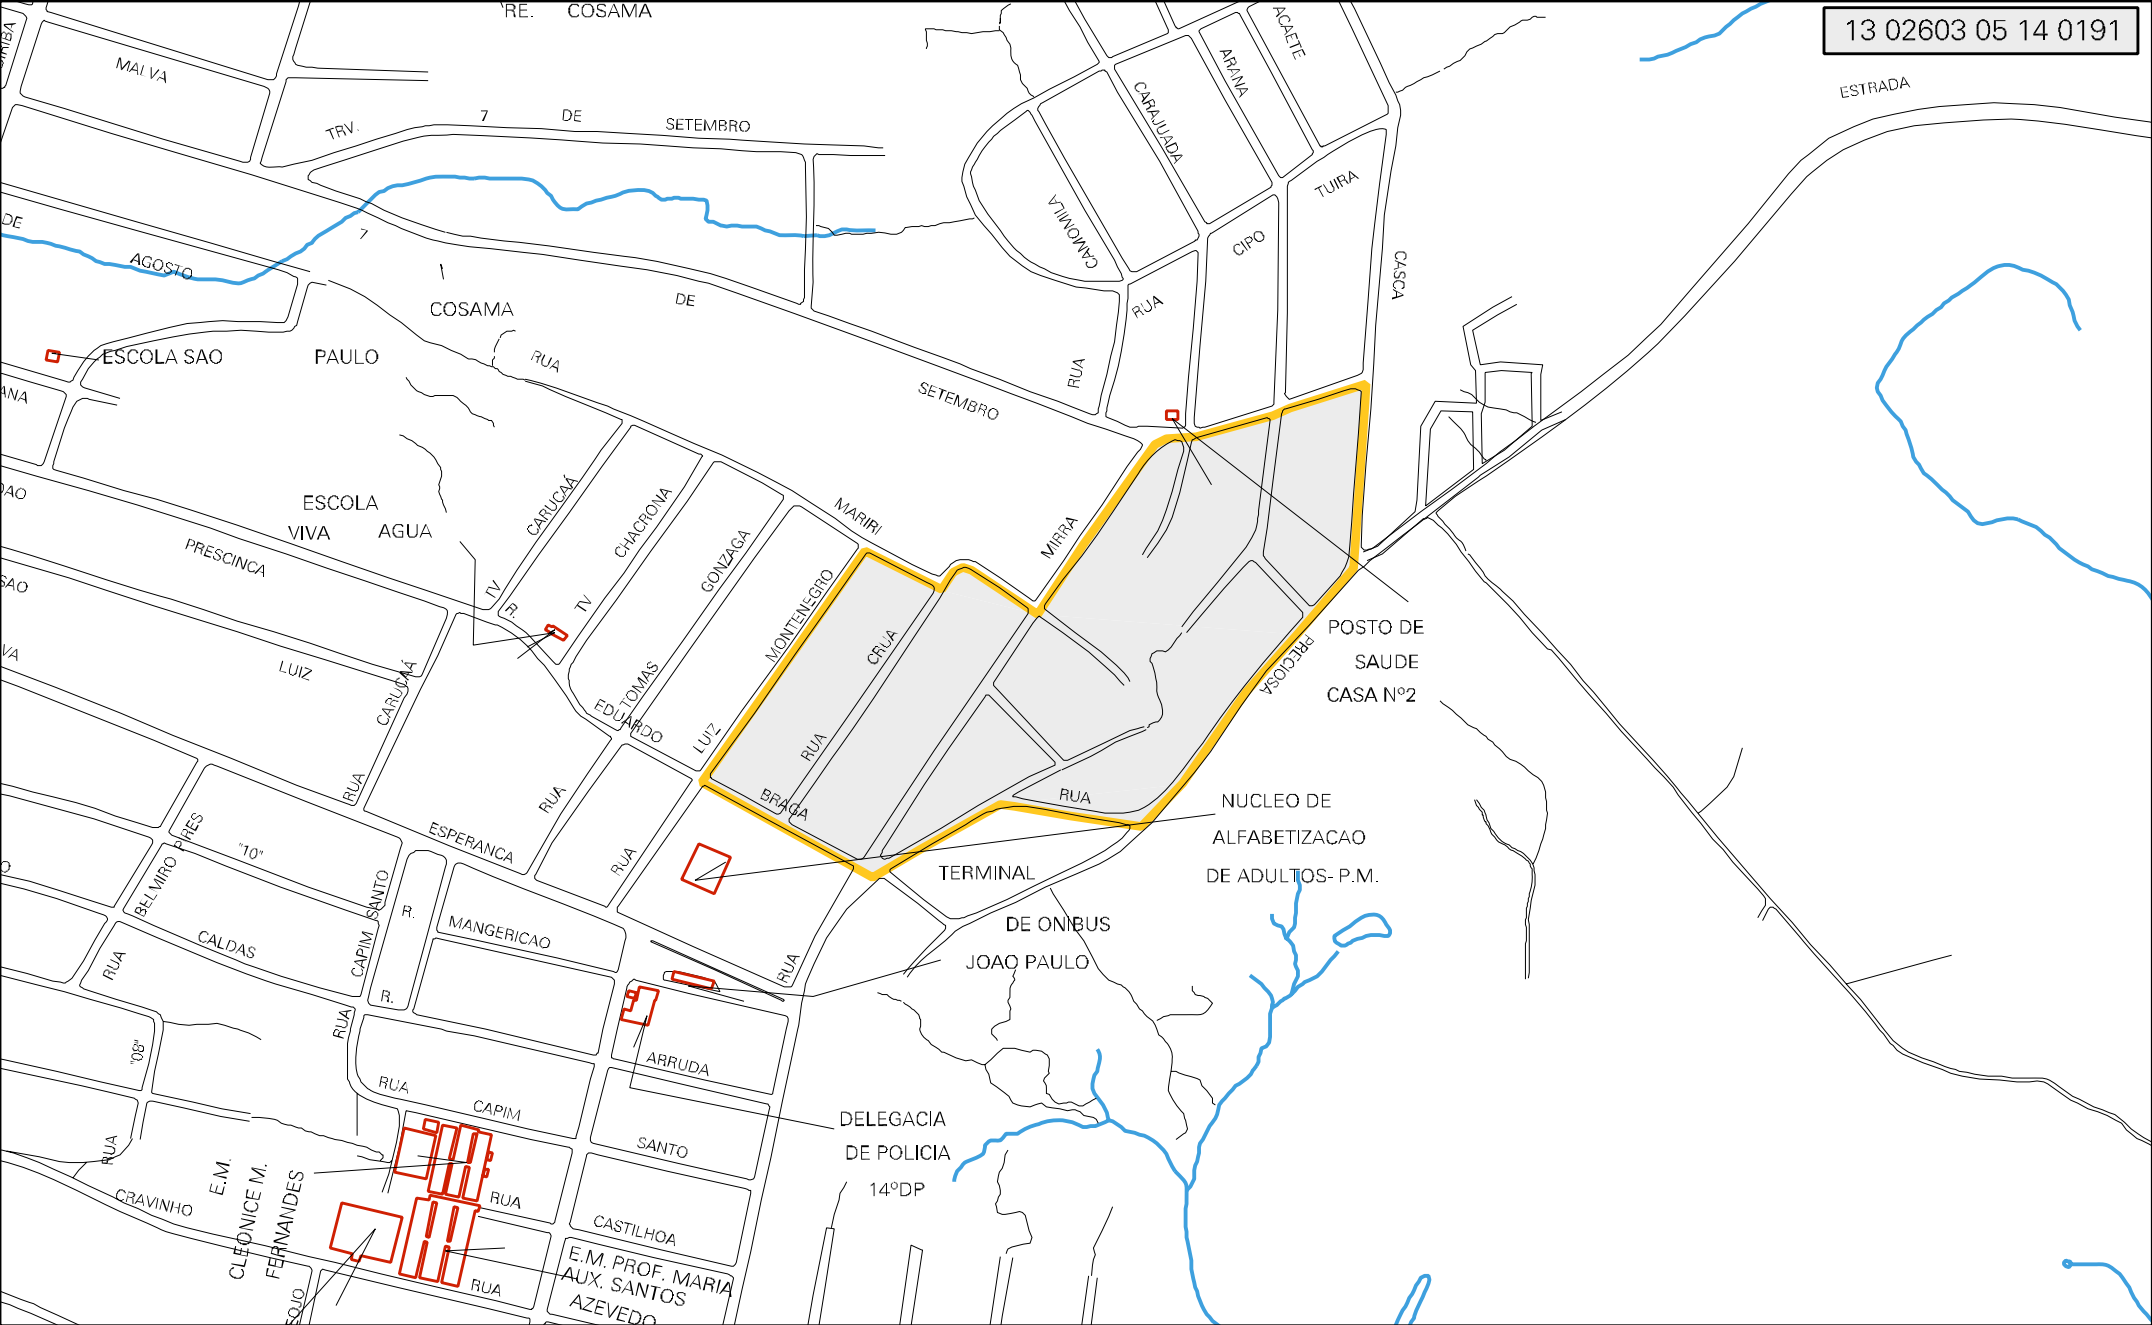 RE. COSAMA
13 02603 05 14 0191
MALVA
ACAETE
ARANA
CARAJUADA
ESTRADA
TRV. 7 DE SETEMBRO
TUIRA
CAMOMILA
CIPO
CASCA
DE AGOSTO
7 DE SETEMBRO
COSAMA
RUA
RUA
ESCOLA SAO PAULO
RUA MARIRI
ANA
ESCOLA
VIVA AGUA
PRESCINCA
TV CARUCAÁ
TV CHACRONA
R.
TOMAS GONZAGA
LUIZ MONTENEGRO
MIRRA
RUA CRUA
EDUARDO BRAGA
SAO
LUIZ
VA
RUA CARUCAÁ
RUA PRECIOSA
POSTO DE
SAUDE
CASA Nº2
NUCLEO DE
ALFABETIZACAO
DE ADULTOS- P.M.
TERMINAL
DE ONIBUS
JOAO PAULO
ESPERANCA
RUA
RUA
RUA
"10"
BELMIRO PIRES
RUA
CALDAS
CAPIM SANTO
RUA
R.
R.
MANGERICAO
"08"
ARRUDA
RUA CAPIM SANTO
DELEGACIA
DE POLICIA
14ºDP
RUA
CRAVINHO
E.M.
CLEONICE M.
FERNANDES
RUA CASTILHOA
RUA
E.M. PROF. MARIA
AUX. SANTOS
AZEVEDO